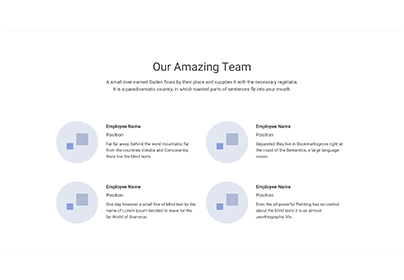 Our Amazing Team
A small river named Duden flows by their place and supplies it with the necessary regelialia.
It is a paradisematic country, in which roasted parts of sentences fly into your mouth.
Employee Name
Position
Far far away, behind the word mountains, far
from the countries Vokalia and Consonantia,
there live the blind texts.
Employee Name
Position
Separated they live in Bookmarksgrove right at
the coast of the Semantics, a large language
ocean.
Employee Name
Position
One day however a small line of blind text by the
name of Lorem Ipsum decided to leave for the
far World of Grammar.
Employee Name
Position
Even the all-powerful Pointing has no control
about the blind texts it is an almost
unorthographic life.